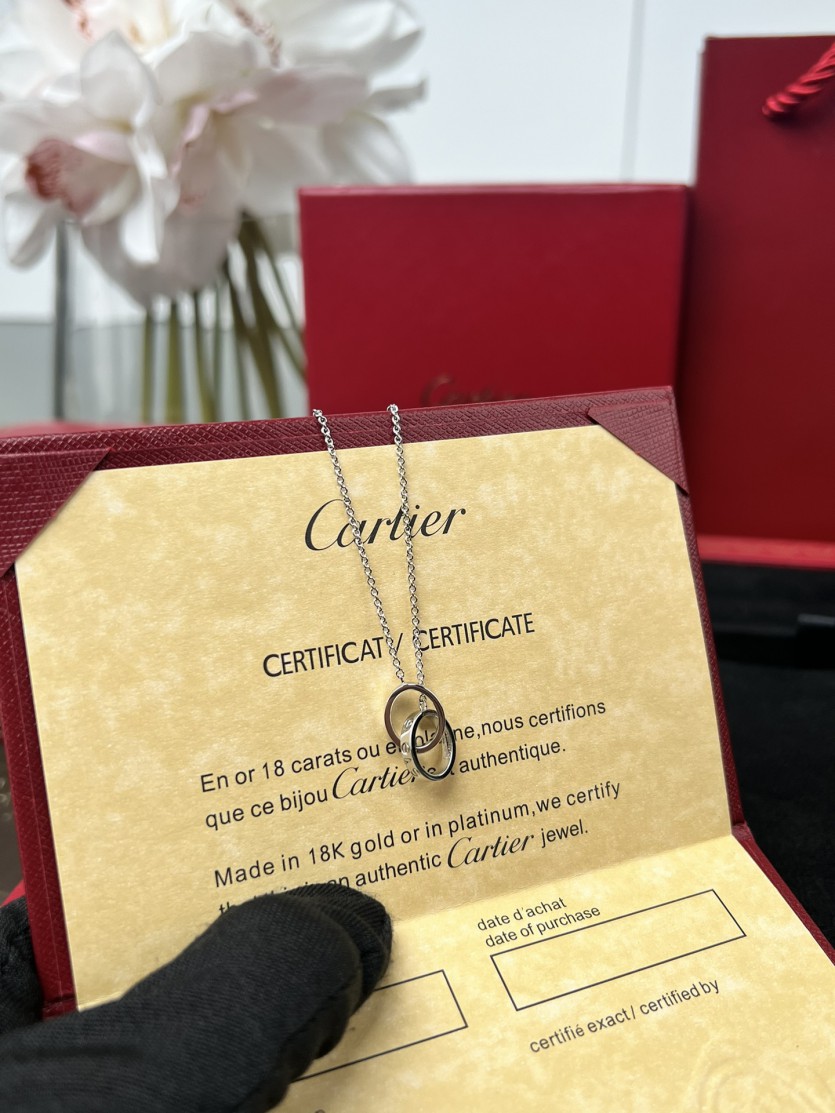 Cartier
CERTIFICAT / CERTIFICATE
En or 18 carats ou en platine,nous certifions
que ce bijou Cartier est authentique.
Made in 18K gold or in platinum,we certify
an authentic Cartier jewel.
date d'achat
date of purchase
certifié exact/ certified by